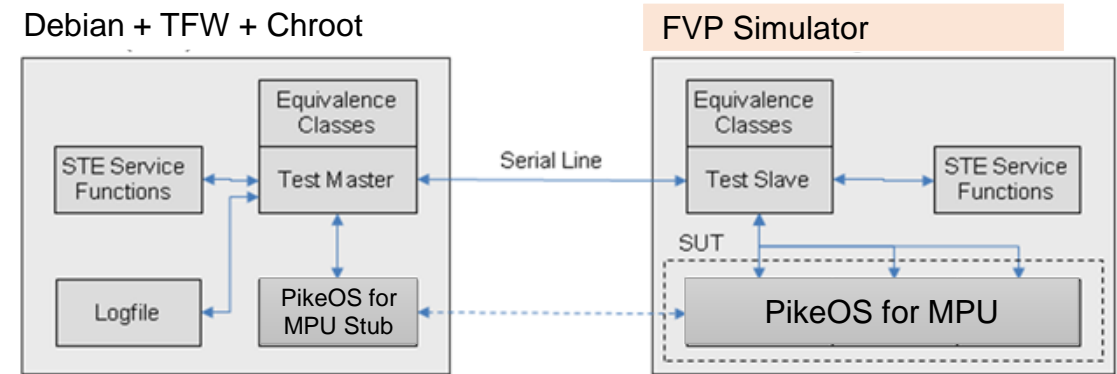 Debian + TFW + Chroot
FVP Simulator
Equivalence
Classes
STE Service
Functions
Test Master
Logfile
PikeOS for
MPU Stub
Serial Line
Equivalence
Classes
Test Slave
STE Service
Functions
SUT
PikeOS for MPU